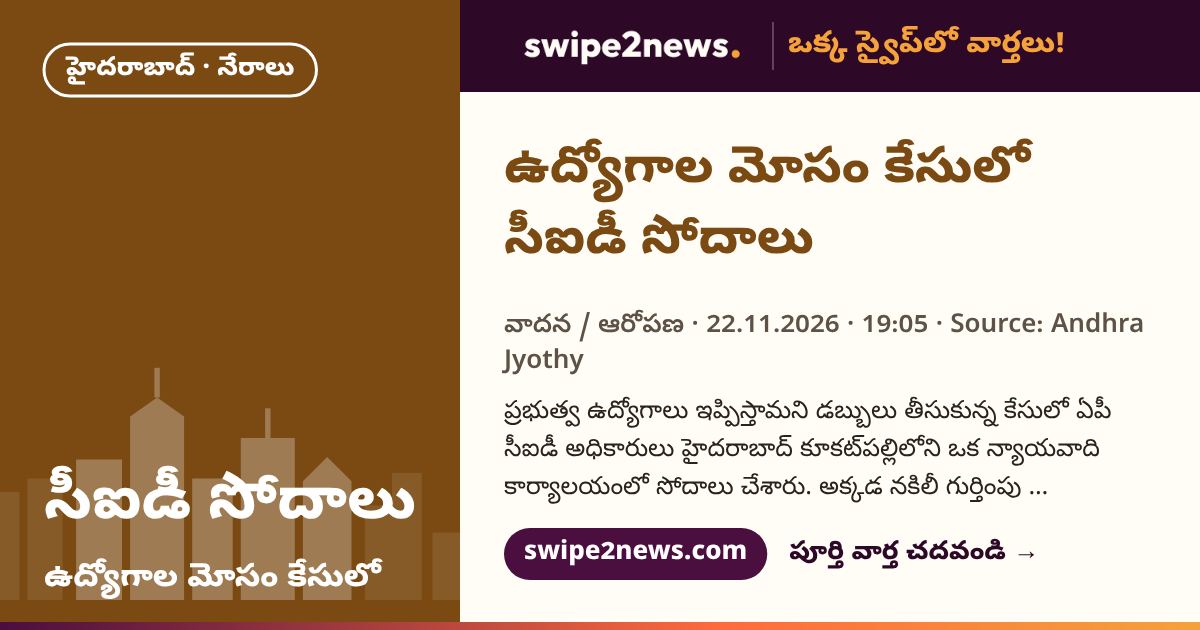 హైదరాబాద్ · నేరాలు
సీఐడీ సోదాలు
ఉద్యోగాల మోసం కేసులో
swipe2news.
ఒక్క స్వైప్‌లో వార్తలు!
ఉద్యోగాల మోసం కేసులో
సీఐడీ సోదాలు
వాదన / ఆరోపణ · 22.11.2026 · 19:05 · Source: Andhra
Jyothy
ప్రభుత్వ ఉద్యోగాలు ఇప్పిస్తామని డబ్బులు తీసుకున్న కేసులో ఏపీ
సీఐడీ అధికారులు హైదరాబాద్ కూకట్‌పల్లిలోని ఒక న్యాయవాది
కార్యాలయంలో సోదాలు చేశారు. అక్కడ నకిలీ గుర్తింపు ...
swipe2news.com
పూర్తి వార్త చదవండి →